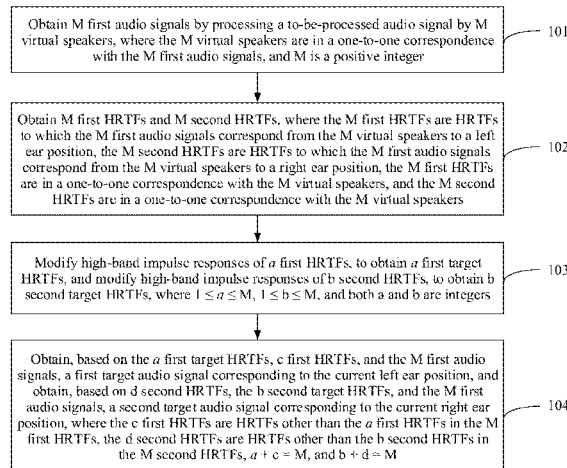 Obtain M first audio signals by processing a to-be-processed audio signal by M
virtual speakers, where the M virtual speakers are in a one-to-one correspondence
with the M first audio signals, and M is a positive integer
101
Obtain M first HRTFs and M second HRTFs, where the M first HRTFs are HRTFs
to which the M first audio signals correspond from the M virtual speakers to a left
ear position, the M second HRTFs are HRTFs to which the M first audio signals
correspond from the M virtual speakers to a right ear position, the M first HRTFs
are in a one-to-one correspondence with the M virtual speakers, and the M second
HRTFs are in a one-to-one correspondence with the M virtual speakers
102
Modify high-band impulse responses of a first HRTFs, to obtain a first target
HRTFs, and modify high-band impulse responses of b second HRTFs, to obtain b
second target HRTFs, where 1 ≤ a ≤ M, 1 ≤ b ≤ M, and both a and b are integers
103
Obtain, based on the a first target HRTFs, c first HRTFs, and the M first audio
signals, a first target audio signal corresponding to the current left ear position, and
obtain, based on d second HRTFs, the b second target HRTFs, and the M first
audio signals, a second target audio signal corresponding to the current right ear
position, where the c first HRTFs are HRTFs other than the a first HRTFs in the M
first HRTFs, the d second HRTFs are HRTFs other than the b second HRTFs in
the M second HRTFs, a + c = M, and b + d = M
104